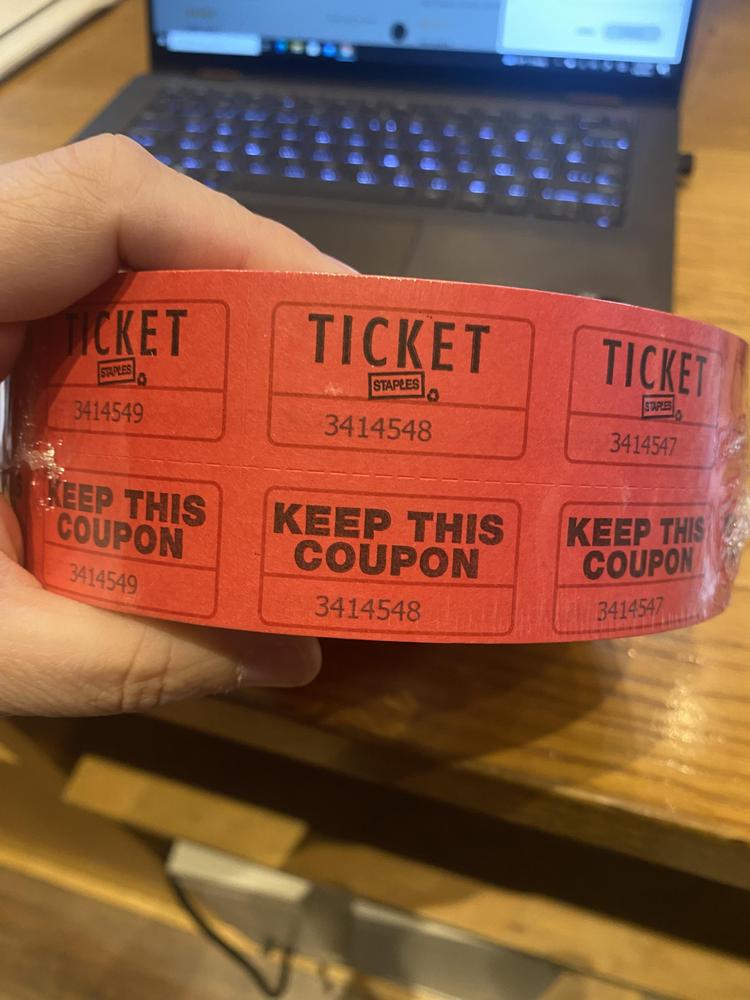 TICKET
STAPLES
3414549
KEEP THIS
COUPON
3414549
TICKET
STAPLES
3414548
KEEP THIS
COUPON
3414548
TICKET
STAPLES
3414547
KEEP THIS
COUPON
3414547